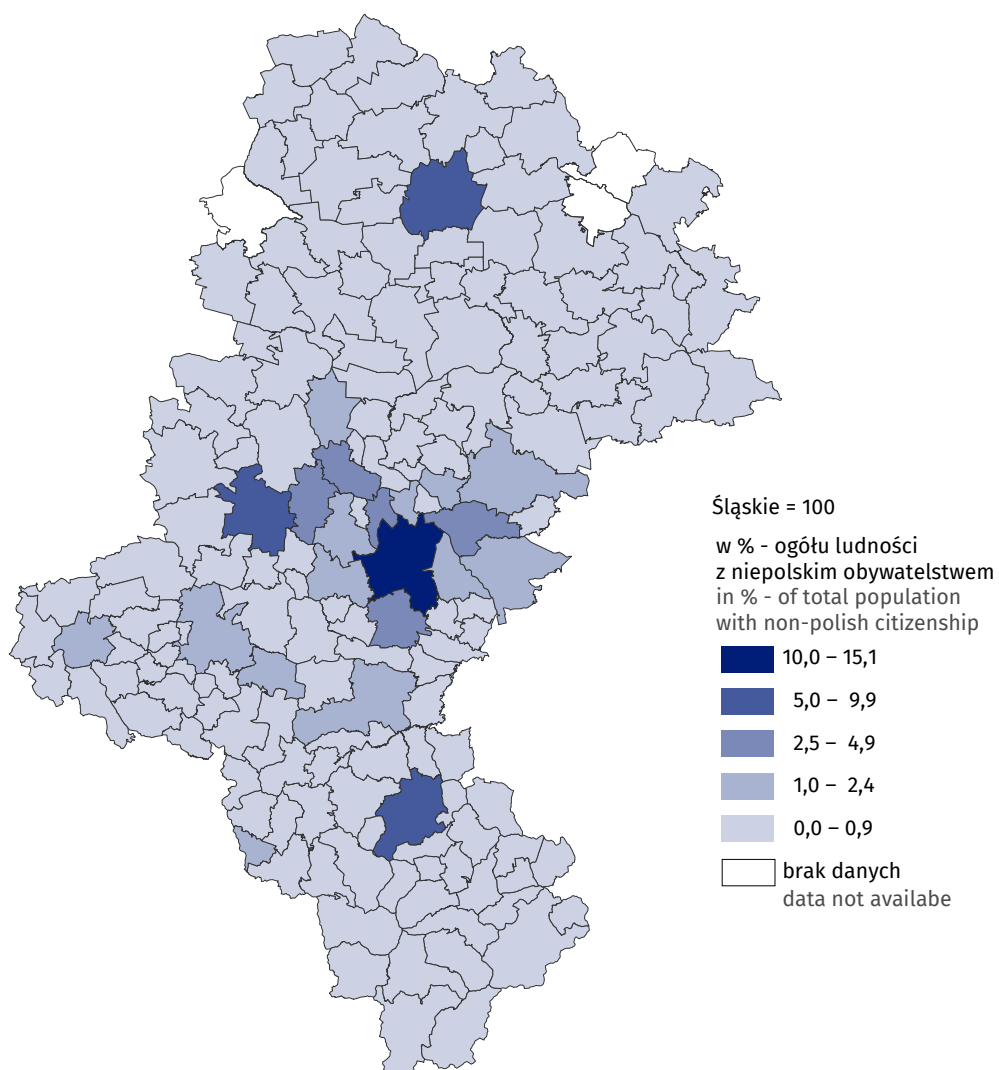 Śląskie = 100
w % - ogółu ludności
z niepolskim obywatelstwem
in % - of total population
with non-polish citizenship
10,0 – 15,1
5,0 – 9,9
2,5 – 4,9
1,0 – 2,4
0,0 – 0,9
brak danych
data not availabe